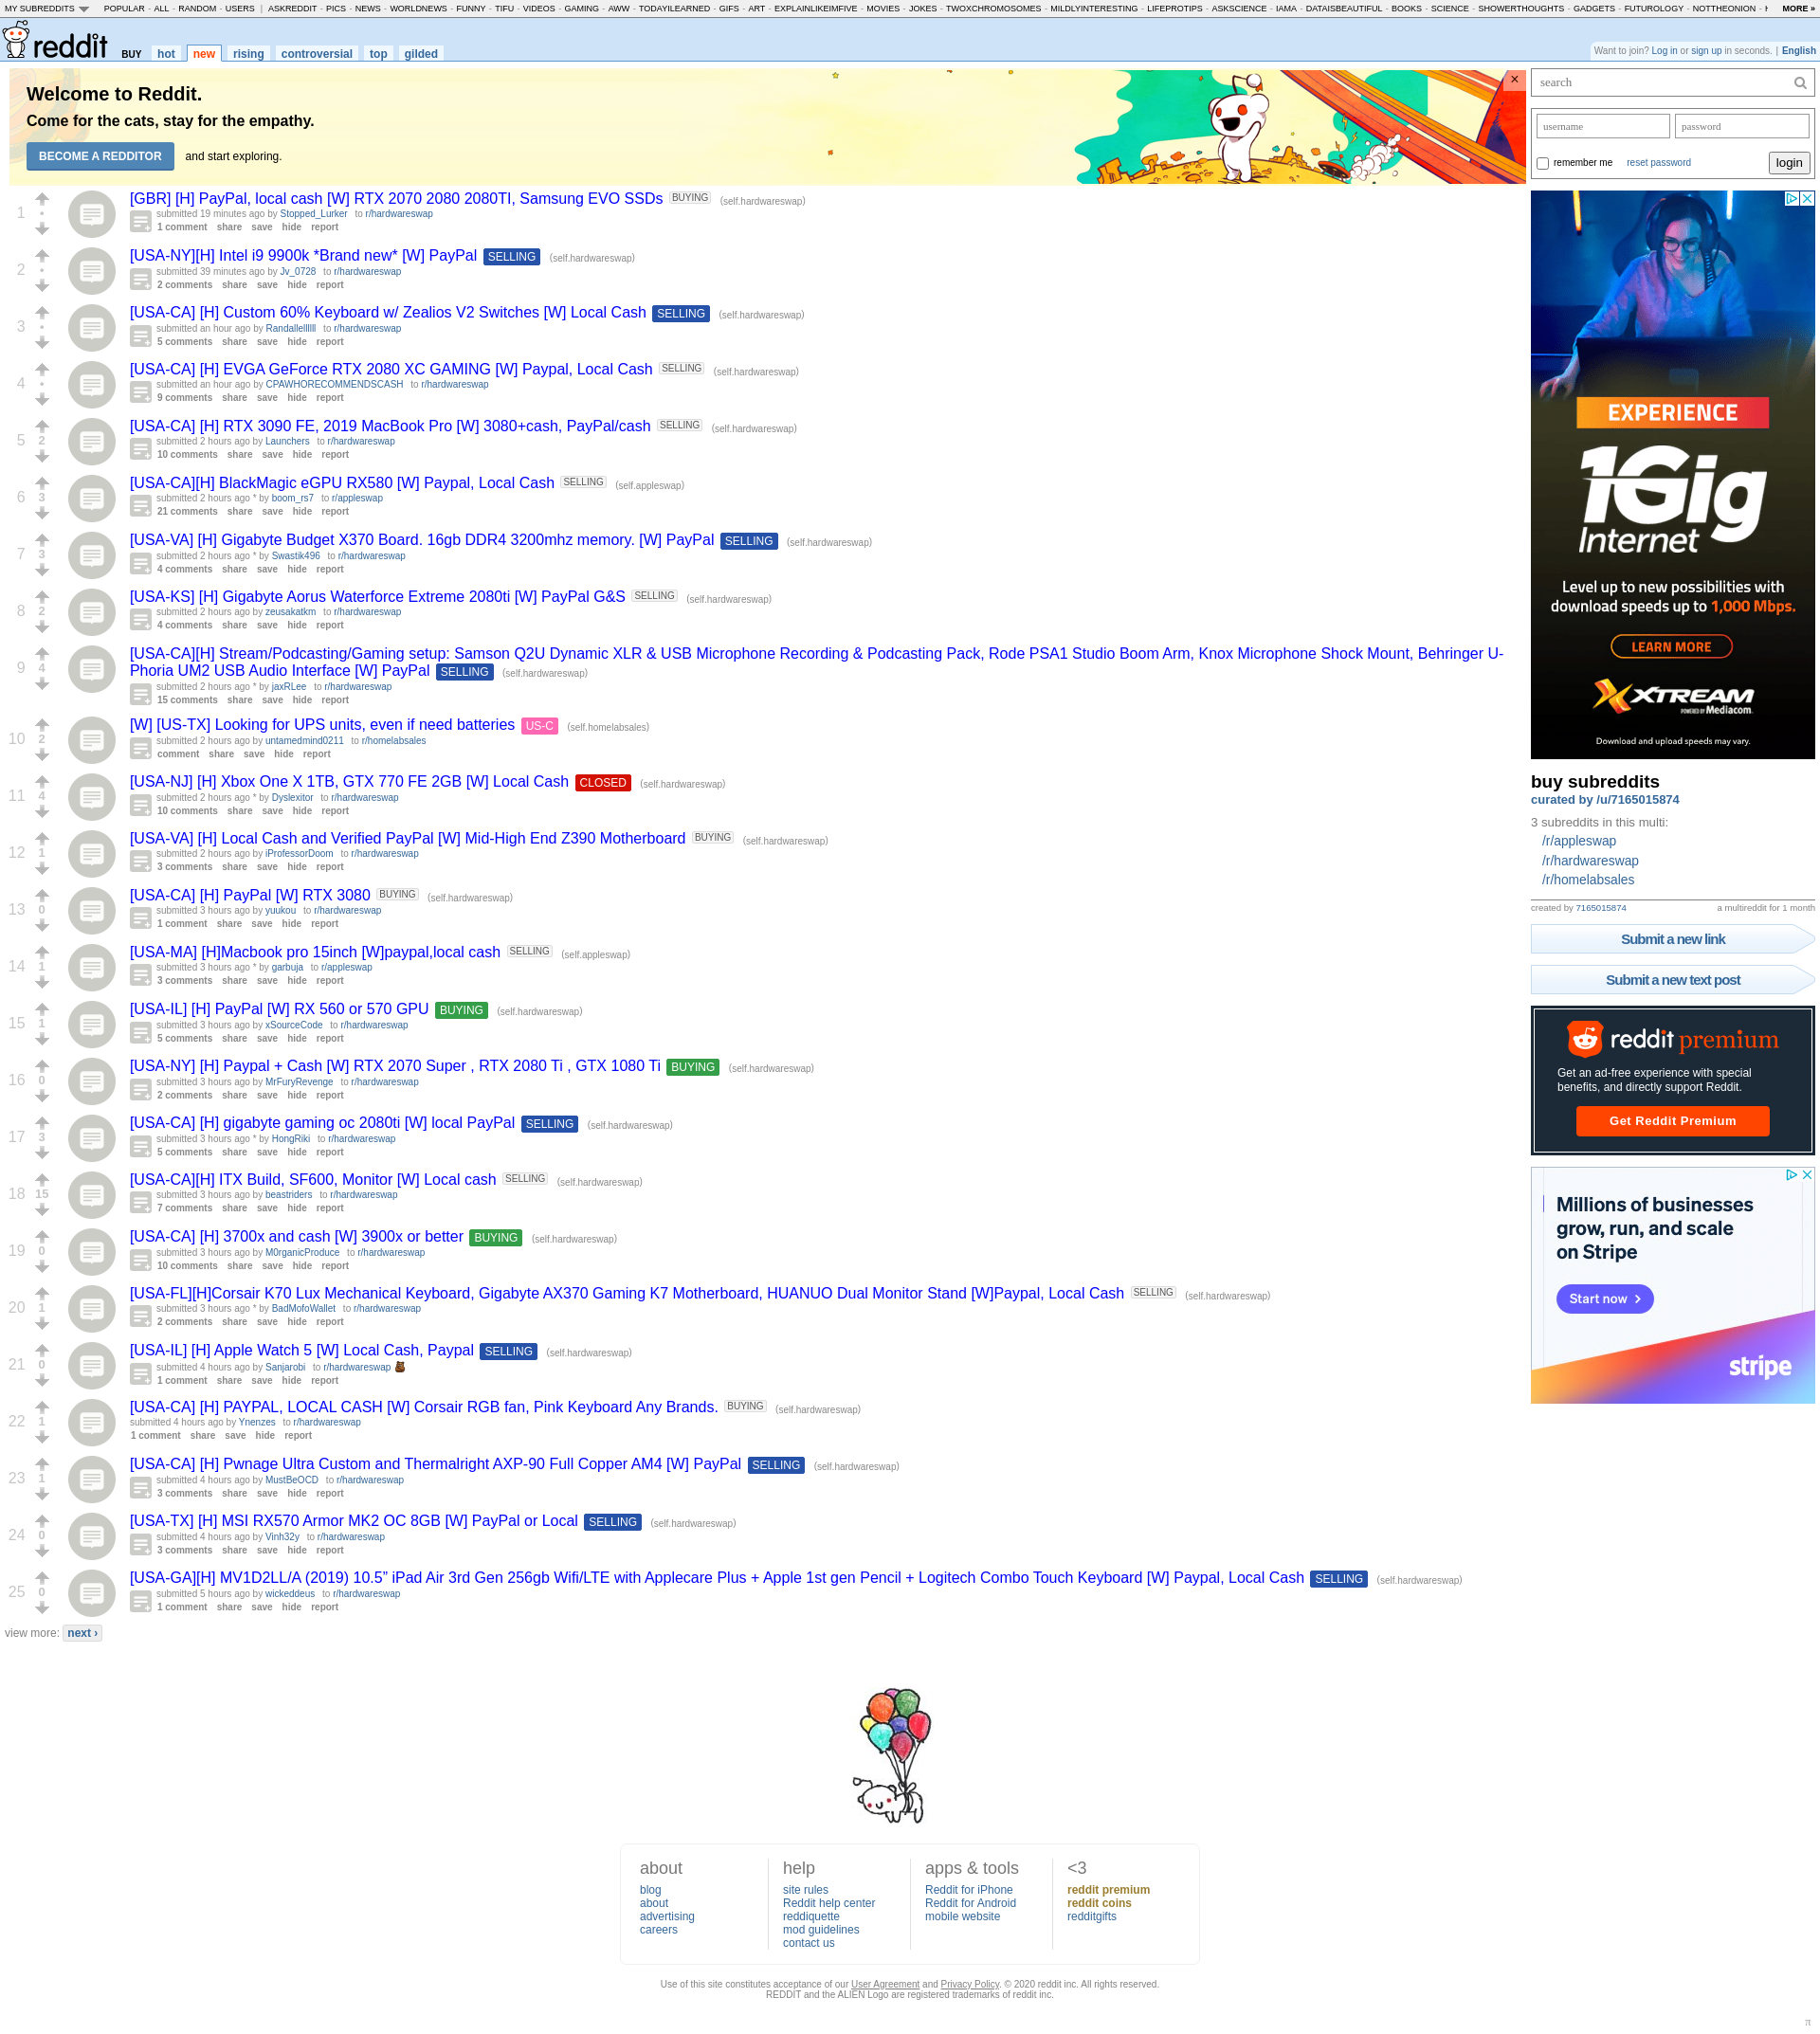 MY SUBREDDITS POPULAR - ALL - RANDOM - USERS | ASKREDDIT - PICS - NEWS - WORLDNEWS - FUNNY - TIFU - VIDEOS - GAMING - AWW - TODAYILEARNED - GIFS - ART - EXPLAINLIKEIMFIVE - MOVIES - JOKES - TWOXCHROMOSOMES - MILDLYINTERESTING - LIFEPROTIPS - ASKSCIENCE - IAMA - DATAISBEAUTIFUL - BOOKS - SCIENCE - SHOWERTHOUGHTS - GADGETS - FUTUROLOGY - NOTTHEONION - MORE »
reddit BUY hot new rising controversial top gilded
Want to join? Log in or sign up in seconds. | English
Welcome to Reddit.
Come for the cats, stay for the empathy.
BECOME A REDDITOR and start exploring.
×
1
[GBR] [H] PayPal, local cash [W] RTX 2070 2080 2080TI, Samsung EVO SSDs BUYING (self.hardwareswap)
submitted 19 minutes ago by Stopped_Lurker to r/hardwareswap
1 comment share save hide report
2
[USA-NY][H] Intel i9 9900k *Brand new* [W] PayPal SELLING (self.hardwareswap)
submitted 39 minutes ago by Jv_0728 to r/hardwareswap
2 comments share save hide report
3
[USA-CA] [H] Custom 60% Keyboard w/ Zealios V2 Switches [W] Local Cash SELLING (self.hardwareswap)
submitted an hour ago by Randallellllll to r/hardwareswap
5 comments share save hide report
4
[USA-CA] [H] EVGA GeForce RTX 2080 XC GAMING [W] Paypal, Local Cash SELLING (self.hardwareswap)
submitted an hour ago by CPAWHORECOMMENDSCASH to r/hardwareswap
9 comments share save hide report
5 2
[USA-CA] [H] RTX 3090 FE, 2019 MacBook Pro [W] 3080+cash, PayPal/cash SELLING (self.hardwareswap)
submitted 2 hours ago by Launchers to r/hardwareswap
10 comments share save hide report
6 3
[USA-CA][H] BlackMagic eGPU RX580 [W] Paypal, Local Cash SELLING (self.appleswap)
submitted 2 hours ago * by boom_rs7 to r/appleswap
21 comments share save hide report
7 3
[USA-VA] [H] Gigabyte Budget X370 Board. 16gb DDR4 3200mhz memory. [W] PayPal SELLING (self.hardwareswap)
submitted 2 hours ago * by Swastik496 to r/hardwareswap
4 comments share save hide report
8 2
[USA-KS] [H] Gigabyte Aorus Waterforce Extreme 2080ti [W] PayPal G&S SELLING (self.hardwareswap)
submitted 2 hours ago by zeusakatkm to r/hardwareswap
4 comments share save hide report
9 4
[USA-CA][H] Stream/Podcasting/Gaming setup: Samson Q2U Dynamic XLR & USB Microphone Recording & Podcasting Pack, Rode PSA1 Studio Boom Arm, Knox Microphone Shock Mount, Behringer U-
Phoria UM2 USB Audio Interface [W] PayPal SELLING (self.hardwareswap)
submitted 2 hours ago * by jaxRLee to r/hardwareswap
15 comments share save hide report
10 2
[W] [US-TX] Looking for UPS units, even if need batteries US-C (self.homelabsales)
submitted 2 hours ago by untamedmind0211 to r/homelabsales
comment share save hide report
11 4
[USA-NJ] [H] Xbox One X 1TB, GTX 770 FE 2GB [W] Local Cash CLOSED (self.hardwareswap)
submitted 2 hours ago * by Dyslexitor to r/hardwareswap
10 comments share save hide report
12 1
[USA-VA] [H] Local Cash and Verified PayPal [W] Mid-High End Z390 Motherboard BUYING (self.hardwareswap)
submitted 2 hours ago by iProfessorDoom to r/hardwareswap
3 comments share save hide report
13 0
[USA-CA] [H] PayPal [W] RTX 3080 BUYING (self.hardwareswap)
submitted 3 hours ago by yuukou to r/hardwareswap
1 comment share save hide report
14 1
[USA-MA] [H]Macbook pro 15inch [W]paypal,local cash SELLING (self.appleswap)
submitted 3 hours ago * by garbuja to r/appleswap
3 comments share save hide report
15 1
[USA-IL] [H] PayPal [W] RX 560 or 570 GPU BUYING (self.hardwareswap)
submitted 3 hours ago by xSourceCode to r/hardwareswap
5 comments share save hide report
16 0
[USA-NY] [H] Paypal + Cash [W] RTX 2070 Super , RTX 2080 Ti , GTX 1080 Ti BUYING (self.hardwareswap)
submitted 3 hours ago by MrFuryRevenge to r/hardwareswap
2 comments share save hide report
17 3
[USA-CA] [H] gigabyte gaming oc 2080ti [W] local PayPal SELLING (self.hardwareswap)
submitted 3 hours ago * by HongRiki to r/hardwareswap
5 comments share save hide report
18 15
[USA-CA][H] ITX Build, SF600, Monitor [W] Local cash SELLING (self.hardwareswap)
submitted 3 hours ago by beastriders to r/hardwareswap
7 comments share save hide report
19 0
[USA-CA] [H] 3700x and cash [W] 3900x or better BUYING (self.hardwareswap)
submitted 3 hours ago by M0rganicProduce to r/hardwareswap
10 comments share save hide report
20 1
[USA-FL][H]Corsair K70 Lux Mechanical Keyboard, Gigabyte AX370 Gaming K7 Motherboard, HUANUO Dual Monitor Stand [W]Paypal, Local Cash SELLING (self.hardwareswap)
submitted 3 hours ago * by BadMofoWallet to r/hardwareswap
2 comments share save hide report
21 0
[USA-IL] [H] Apple Watch 5 [W] Local Cash, Paypal SELLING (self.hardwareswap)
submitted 4 hours ago by Sanjarobi to r/hardwareswap
1 comment share save hide report
22 1
[USA-CA] [H] PAYPAL, LOCAL CASH [W] Corsair RGB fan, Pink Keyboard Any Brands. BUYING (self.hardwareswap)
submitted 4 hours ago by Ynenzes to r/hardwareswap
1 comment share save hide report
23 1
[USA-CA] [H] Pwnage Ultra Custom and Thermalright AXP-90 Full Copper AM4 [W] PayPal SELLING (self.hardwareswap)
submitted 4 hours ago by MustBeOCD to r/hardwareswap
3 comments share save hide report
24 0
[USA-TX] [H] MSI RX570 Armor MK2 OC 8GB [W] PayPal or Local SELLING (self.hardwareswap)
submitted 4 hours ago by Vinh32y to r/hardwareswap
3 comments share save hide report
25 0
[USA-GA][H] MV1D2LL/A (2019) 10.5” iPad Air 3rd Gen 256gb Wifi/LTE with Applecare Plus + Apple 1st gen Pencil + Logitech Combo Touch Keyboard [W] Paypal, Local Cash SELLING (self.hardwareswap)
submitted 5 hours ago by wickeddeus to r/hardwareswap
1 comment share save hide report
view more: next ›
search
username password
remember me reset password login
EXPERIENCE
1Gig
Internet
Level up to new possibilities with
download speeds up to 1,000 Mbps.
LEARN MORE
XTREAM
POWERED BY Mediacom
Download and upload speeds may vary.
buy subreddits
curated by /u/7165015874
3 subreddits in this multi:
/r/appleswap
/r/hardwareswap
/r/homelabsales
created by 7165015874 a multireddit for 1 month
Submit a new link
Submit a new text post
reddit premium
Get an ad-free experience with special
benefits, and directly support Reddit.
Get Reddit Premium
Millions of businesses
grow, run, and scale
on Stripe
Start now
stripe
about
blog
about
advertising
careers
help
site rules
Reddit help center
reddiquette
mod guidelines
contact us
apps & tools
Reddit for iPhone
Reddit for Android
mobile website
<3
reddit premium
reddit coins
redditgifts
Use of this site constitutes acceptance of our User Agreement and Privacy Policy. © 2020 reddit inc. All rights reserved.
REDDIT and the ALIEN Logo are registered trademarks of reddit inc.
π